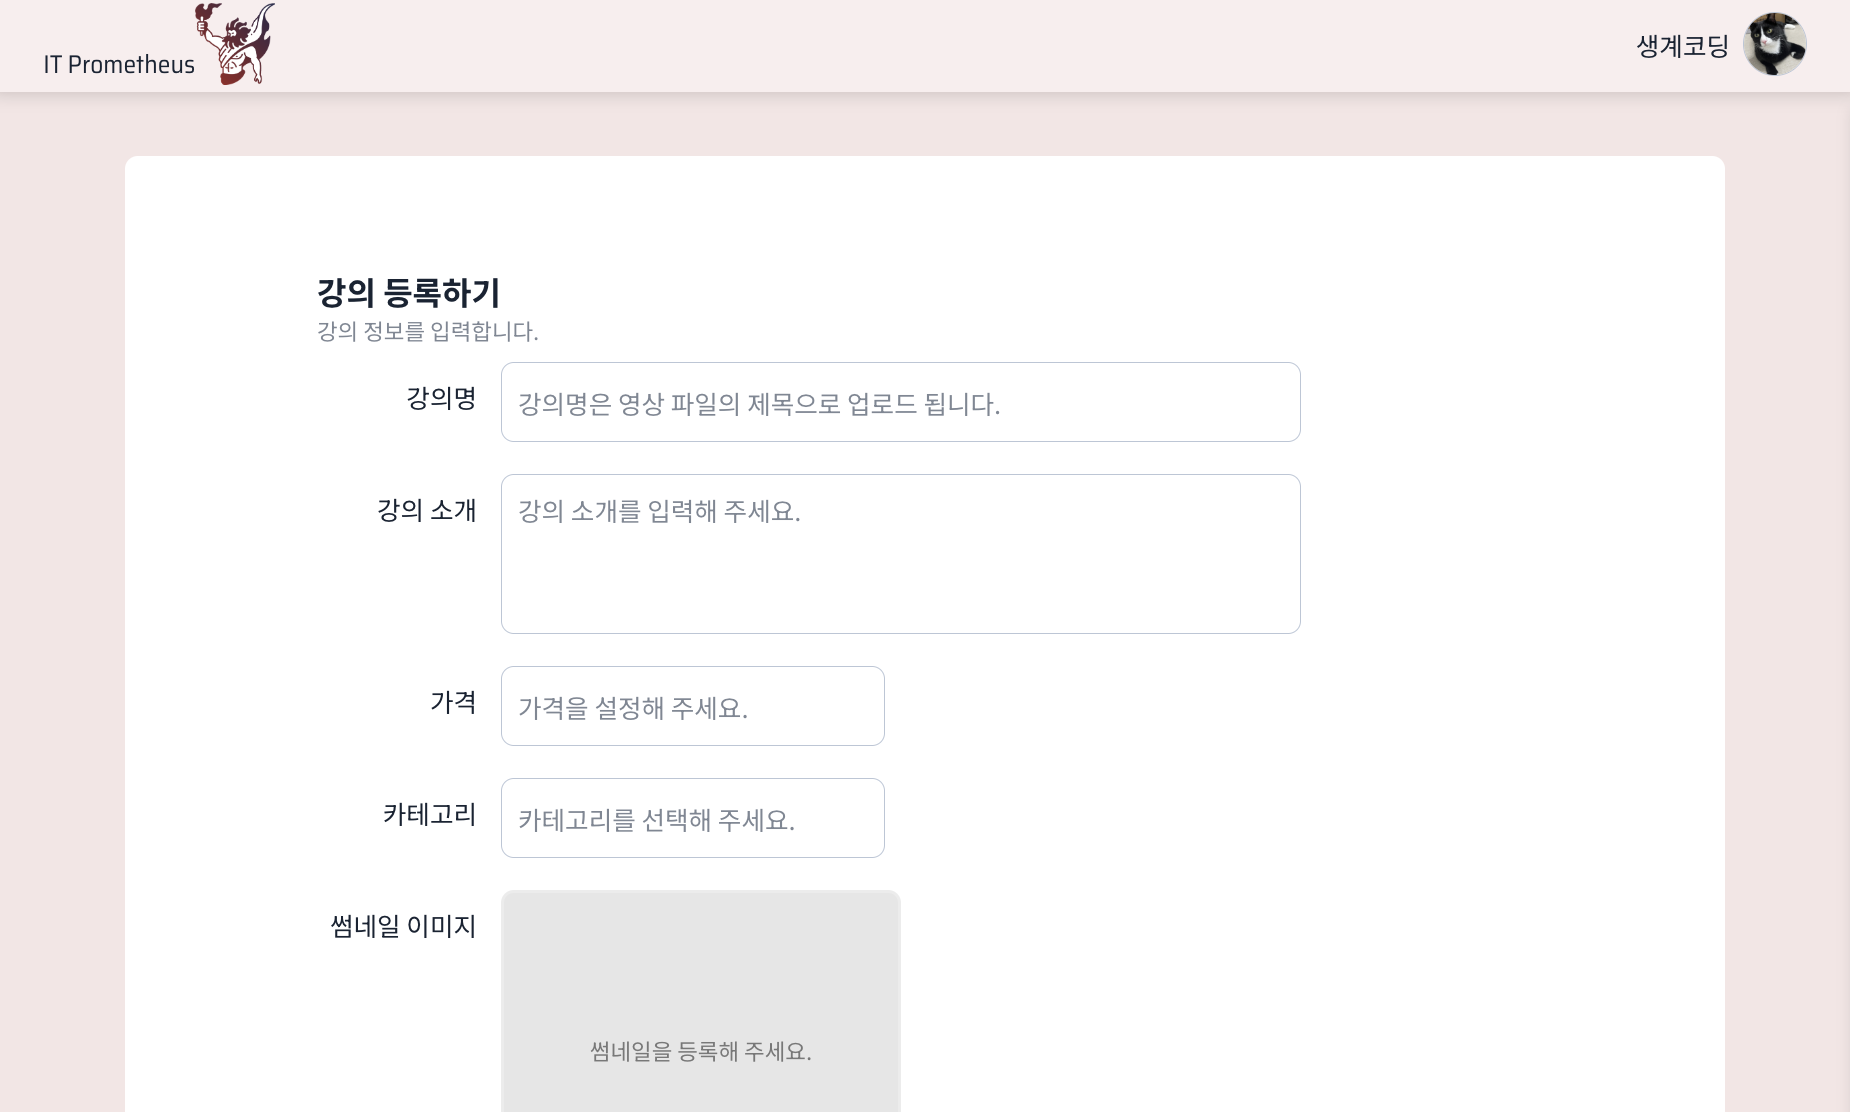 IT Prometheus
생계코딩
강의 등록하기
강의 정보를 입력합니다.
강의명
강의명은 영상 파일의 제목으로 업로드 됩니다.
강의 소개
강의 소개를 입력해 주세요.
가격
가격을 설정해 주세요.
카테고리
카테고리를 선택해 주세요.
썸네일 이미지
썸네일을 등록해 주세요.